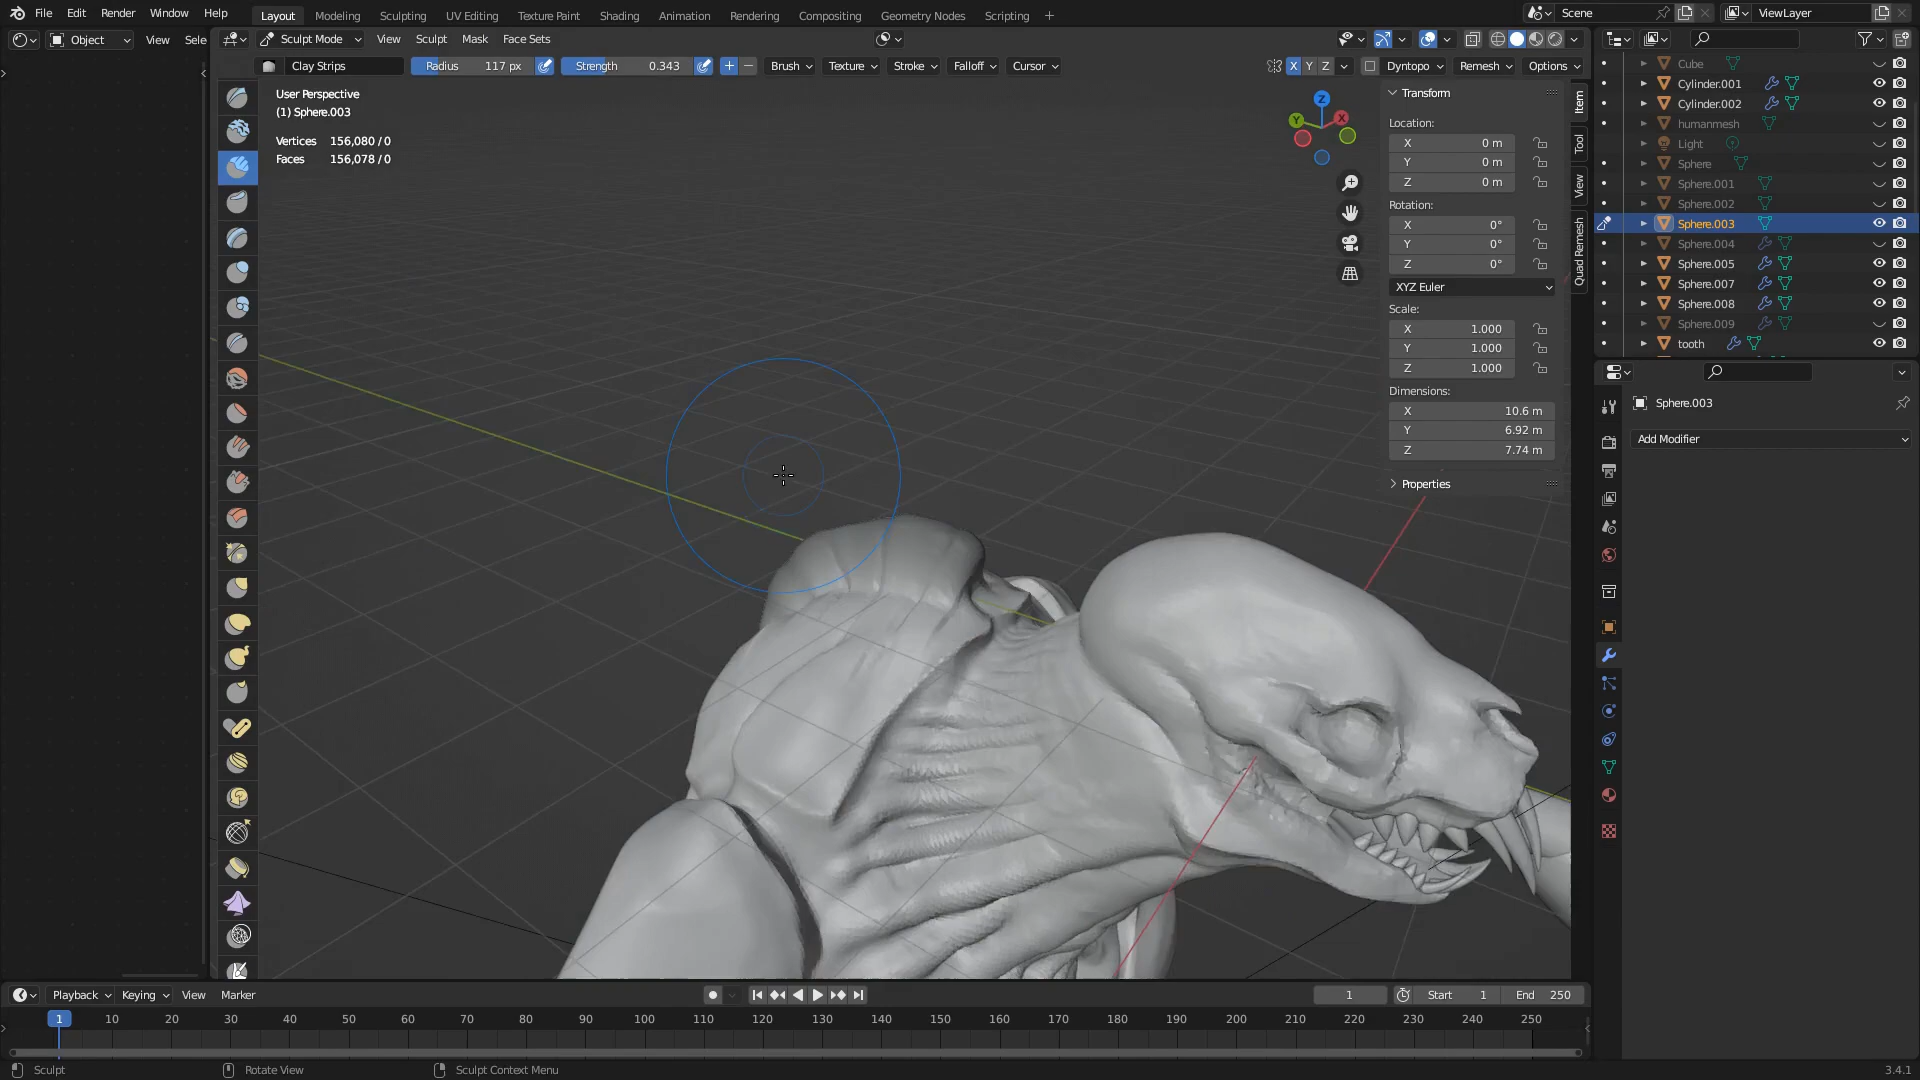 File Edit Render Window Help Layout Modeling Sculpting UV Editing Texture Paint Shading Animation Rendering Compositing Geometry Nodes Scripting + Scene ViewLayer
Object View Sele Sculpt Mode View Sculpt Mask Face Sets
Clay Strips Radius 117 px Strength 0.343 Brush Texture Stroke Falloff Cursor X Y Z Dyntopo Remesh Options
User Perspective
(1) Sphere.003
Vertices 156,080 / 0
Faces 156,078 / 0
Z
Y
X
Transform
Location:
X 0 m
Y 0 m
Z 0 m
Rotation:
X 0°
Y 0°
Z 0°
XYZ Euler
Scale:
X 1.000
Y 1.000
Z 1.000
Dimensions:
X 10.6 m
Y 6.92 m
Z 7.74 m
Properties
Item
Tool
View
Quad Remesh
Cube
Cylinder.001
Cylinder.002
humanmesh
Light
Sphere
Sphere.001
Sphere.002
Sphere.003
Sphere.004
Sphere.005
Sphere.007
Sphere.008
Sphere.009
tooth
Sphere.003
Add Modifier
Playback Keying View Marker 1 Start 1 End 250
1 10 20 30 40 50 60 70 80 90 100 110 120 130 140 150 160 170 180 190 200 210 220 230 240 250
Sculpt Rotate View Sculpt Context Menu 3.4.1